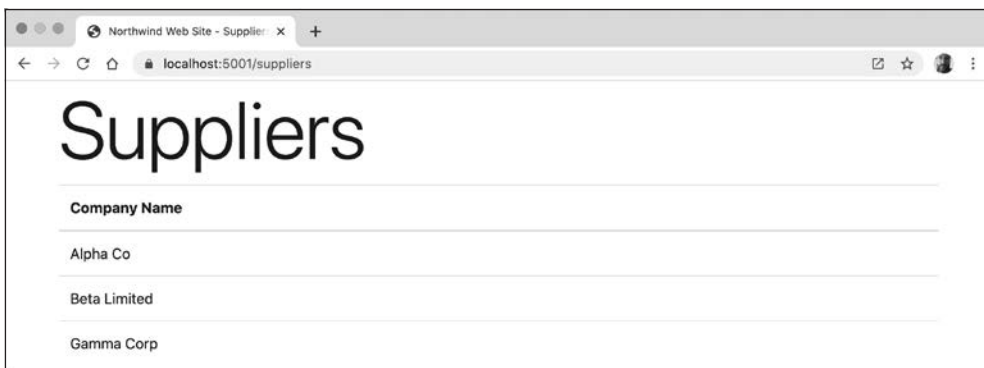 Northwind Web Site - Supplier
localhost:5001/suppliers
Suppliers
Company Name
Alpha Co
Beta Limited
Gamma Corp